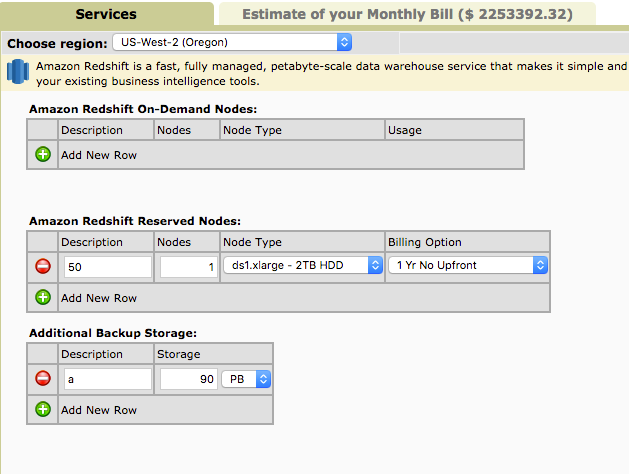 Services
Estimate of your Monthly Bill ($ 2253392.32)
Choose region: US-West-2 (Oregon)
Amazon Redshift is a fast, fully managed, petabyte-scale data warehouse service that makes it simple and
your existing business intelligence tools.
Amazon Redshift On-Demand Nodes:
Description Nodes Node Type Usage
Add New Row
Amazon Redshift Reserved Nodes:
Description Nodes Node Type Billing Option
50 1 ds1.xlarge - 2TB HDD 1 Yr No Upfront
Add New Row
Additional Backup Storage:
Description Storage
a 90 PB
Add New Row